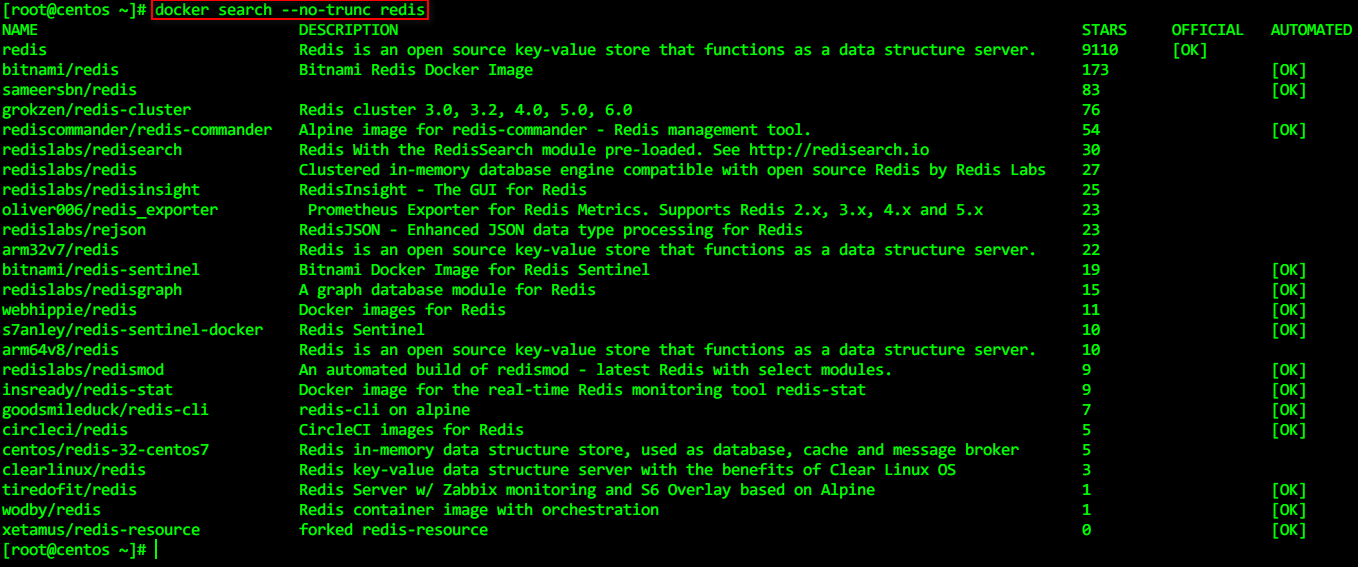 [root@centos ~]# docker search --no-trunc redis
NAME DESCRIPTION STARS OFFICIAL AUTOMATED
redis Redis is an open source key-value store that functions as a data structure server. 9110 [OK]
bitnami/redis Bitnami Redis Docker Image 173 [OK]
sameersbn/redis 83 [OK]
grokzen/redis-cluster Redis cluster 3.0, 3.2, 4.0, 5.0, 6.0 76
rediscommander/redis-commander Alpine image for redis-commander - Redis management tool. 54 [OK]
redislabs/redisearch Redis With the RedisSearch module pre-loaded. See http://redisearch.io 30
redislabs/redis Clustered in-memory database engine compatible with open source Redis by Redis Labs 27
redislabs/redisinsight RedisInsight - The GUI for Redis 25
oliver006/redis_exporter Prometheus Exporter for Redis Metrics. Supports Redis 2.x, 3.x, 4.x and 5.x 23
redislabs/rejson RedisJSON - Enhanced JSON data type processing for Redis 23
arm32v7/redis Redis is an open source key-value store that functions as a data structure server. 22
bitnami/redis-sentinel Bitnami Docker Image for Redis Sentinel 19 [OK]
redislabs/redisgraph A graph database module for Redis 15 [OK]
webhippie/redis Docker images for Redis 11 [OK]
s7anley/redis-sentinel-docker Redis Sentinel 10 [OK]
arm64v8/redis Redis is an open source key-value store that functions as a data structure server. 10
redislabs/redismod An automated build of redismod - latest Redis with select modules. 9 [OK]
insready/redis-stat Docker image for the real-time Redis monitoring tool redis-stat 9 [OK]
goodsmileduck/redis-cli redis-cli on alpine 7 [OK]
circleci/redis CircleCI images for Redis 5 [OK]
centos/redis-32-centos7 Redis in-memory data structure store, used as database, cache and message broker 5
clearlinux/redis Redis key-value data structure server with the benefits of Clear Linux OS 3
tiredofit/redis Redis Server w/ Zabbix monitoring and S6 Overlay based on Alpine 1 [OK]
wodby/redis Redis container image with orchestration 1 [OK]
xetamus/redis-resource forked redis-resource 0 [OK]
[root@centos ~]#